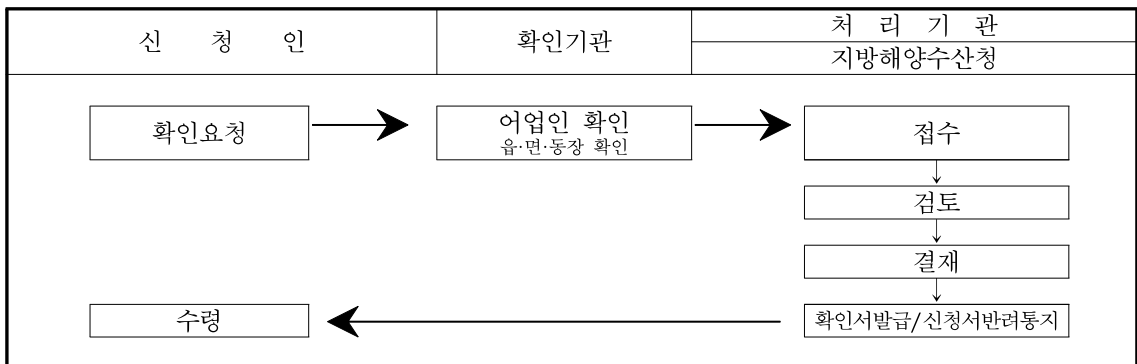 신 청 인
확인기관
처 리 기 관
지방해양수산청
확인요청
어업인 확인
읍·면·동장 확인
접수
검토
결재
수령
확인서발급/신청서반려통지